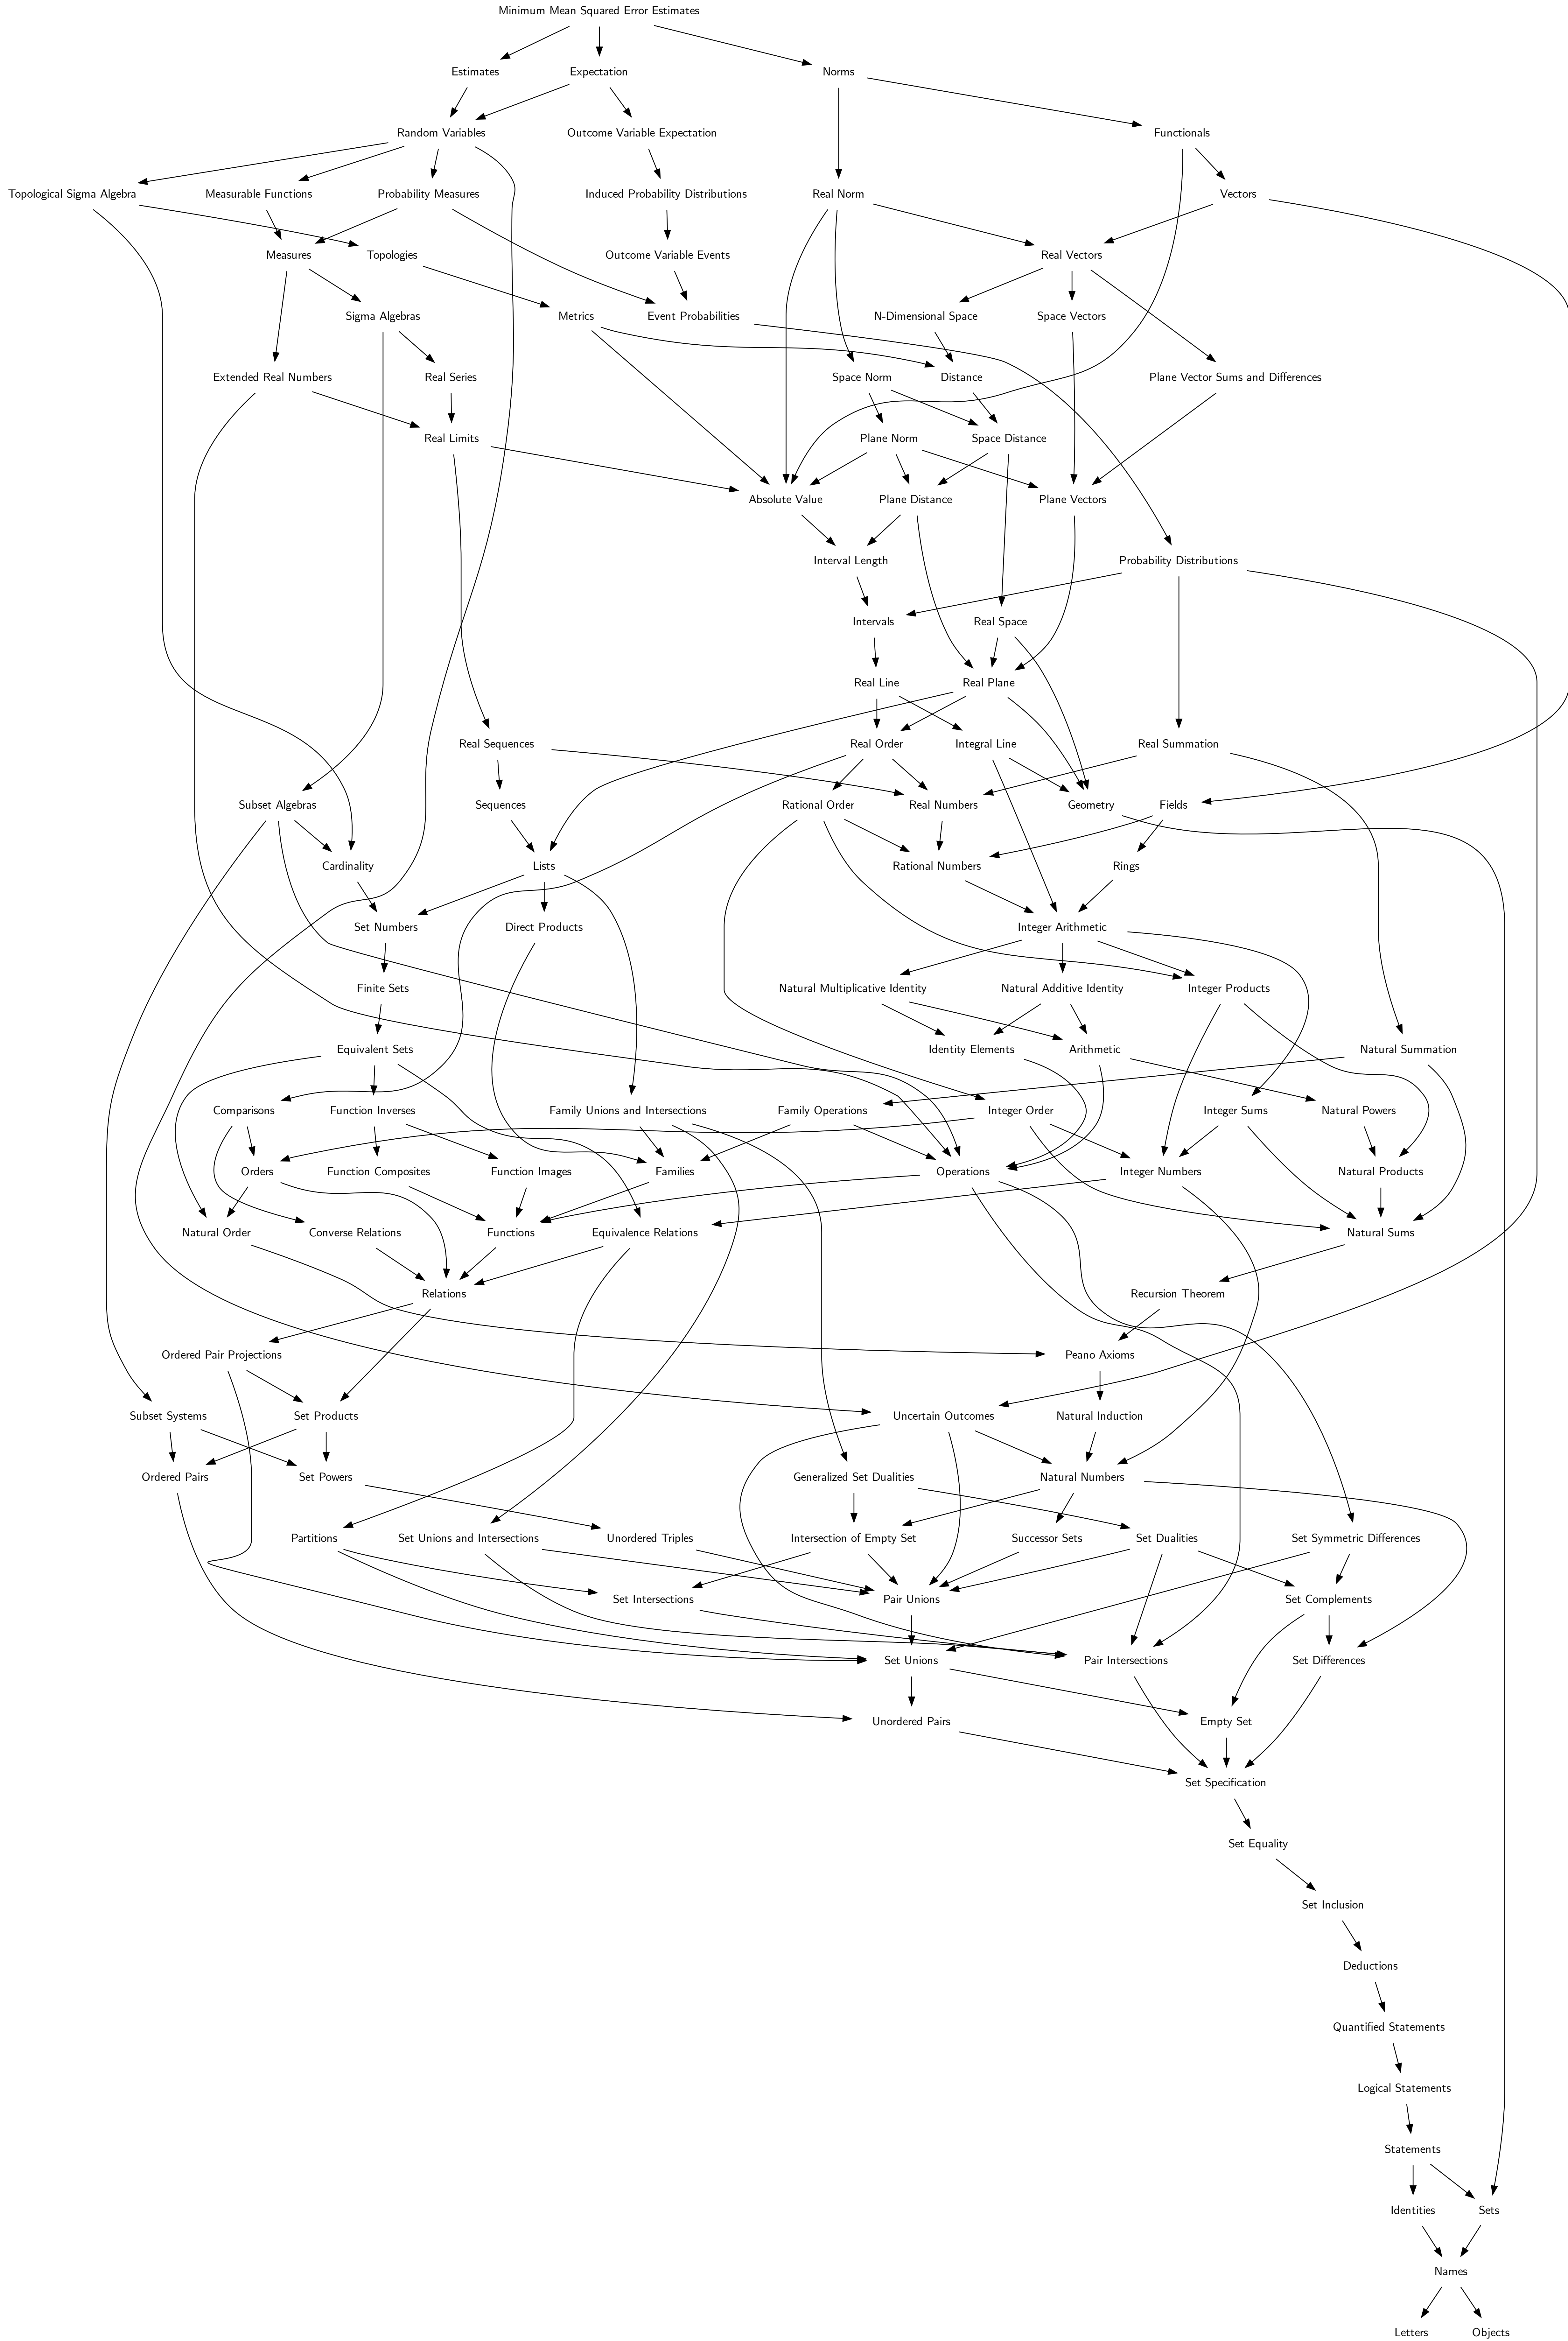 Minimum Mean Squared Error Estimates
Estimates
Expectation
Norms
Random Variables
Outcome Variable Expectation
Functionals
Topological Sigma Algebra
Measurable Functions
Probability Measures
Induced Probability Distributions
Real Norm
Vectors
Measures
Topologies
Outcome Variable Events
Real Vectors
Sigma Algebras
Metrics
Event Probabilities
N-Dimensional Space
Space Vectors
Extended Real Numbers
Real Series
Space Norm
Distance
Plane Vector Sums and Differences
Real Limits
Plane Norm
Space Distance
Absolute Value
Plane Distance
Plane Vectors
Interval Length
Probability Distributions
Intervals
Real Space
Real Line
Real Plane
Real Sequences
Real Order
Integral Line
Real Summation
Subset Algebras
Sequences
Rational Order
Real Numbers
Geometry
Fields
Cardinality
Lists
Rational Numbers
Rings
Set Numbers
Direct Products
Integer Arithmetic
Finite Sets
Natural Multiplicative Identity
Natural Additive Identity
Integer Products
Equivalent Sets
Identity Elements
Arithmetic
Natural Summation
Comparisons
Function Inverses
Family Unions and Intersections
Family Operations
Integer Order
Integer Sums
Natural Powers
Orders
Function Composites
Function Images
Families
Operations
Integer Numbers
Natural Products
Natural Order
Converse Relations
Functions
Equivalence Relations
Natural Sums
Relations
Recursion Theorem
Ordered Pair Projections
Peano Axioms
Subset Systems
Set Products
Uncertain Outcomes
Natural Induction
Ordered Pairs
Set Powers
Generalized Set Dualities
Natural Numbers
Partitions
Set Unions and Intersections
Unordered Triples
Intersection of Empty Set
Successor Sets
Set Dualities
Set Symmetric Differences
Set Intersections
Pair Unions
Set Complements
Set Unions
Pair Intersections
Set Differences
Unordered Pairs
Empty Set
Set Specification
Set Equality
Set Inclusion
Deductions
Quantified Statements
Logical Statements
Statements
Identities
Sets
Names
Letters
Objects